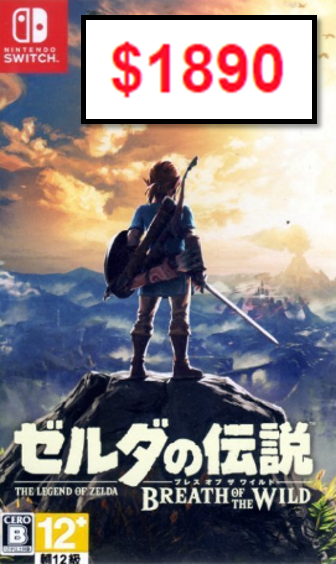 NINTENDO
SWITCH
$1890
ゼルダの伝説
ブレス オブ ザ ワイルド
THE LEGEND OF ZELDA
BREATH OF THE WILD
CERO
B
12+
輔12級